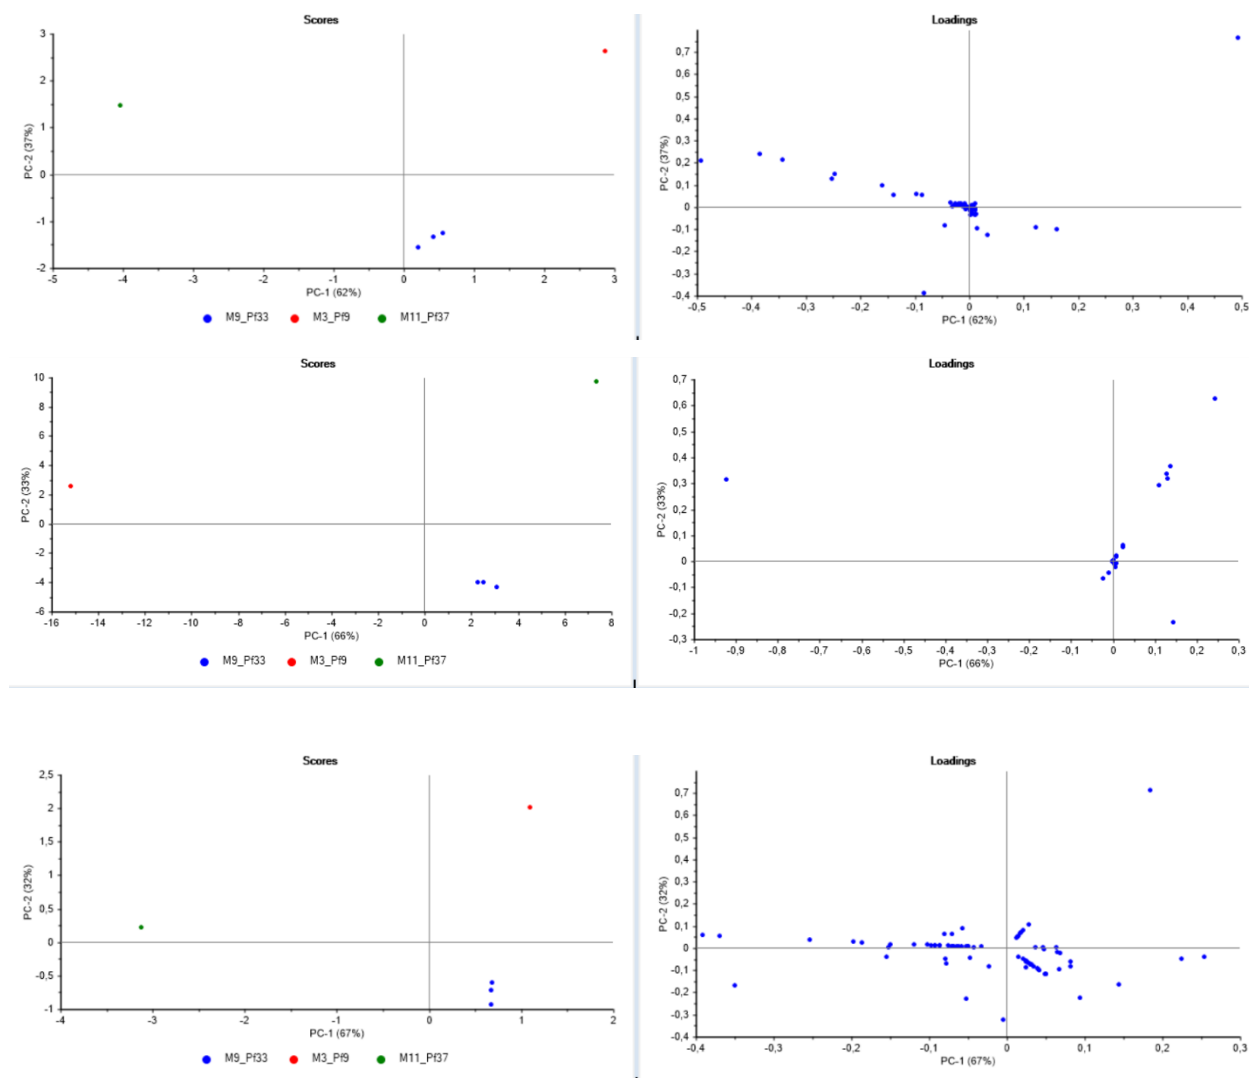 Scores
3
2
1
0
-1
-2
PC-2 (37%)
-5 -4 -3 -2 -1 0 1 2 3
PC-1 (62%)
M9_Pf33 M3_Pf9 M11_Pf37
Loadings
0,7
0,6
0,5
0,4
0,3
0,2
0,1
0
-0,1
-0,2
-0,3
-0,4
PC-2 (37%)
-0,5 -0,4 -0,3 -0,2 -0,1 0 0,1 0,2 0,3 0,4 0,5
PC-1 (62%)
Scores
10
8
6
4
2
0
-2
-4
-6
PC-2 (33%)
-16 -14 -12 -10 -8 -6 -4 -2 0 2 4 6 8
PC-1 (66%)
M9_Pf33 M3_Pf9 M11_Pf37
Loadings
0,7
0,6
0,5
0,4
0,3
0,2
0,1
0
-0,1
-0,2
-0,3
PC-2 (33%)
-1 -0,9 -0,8 -0,7 -0,6 -0,5 -0,4 -0,3 -0,2 -0,1 0 0,1 0,2 0,3
PC-1 (66%)
Scores
2,5
2
1,5
1
0,5
0
-0,5
-1
PC-2 (32%)
-4 -3 -2 -1 0 1 2
PC-1 (67%)
M9_Pf33 M3_Pf9 M11_Pf37
Loadings
0,7
0,6
0,5
0,4
0,3
0,2
0,1
0
-0,1
-0,2
-0,3
-0,4
PC-2 (32%)
-0,4 -0,3 -0,2 -0,1 0 0,1 0,2 0,3
PC-1 (67%)